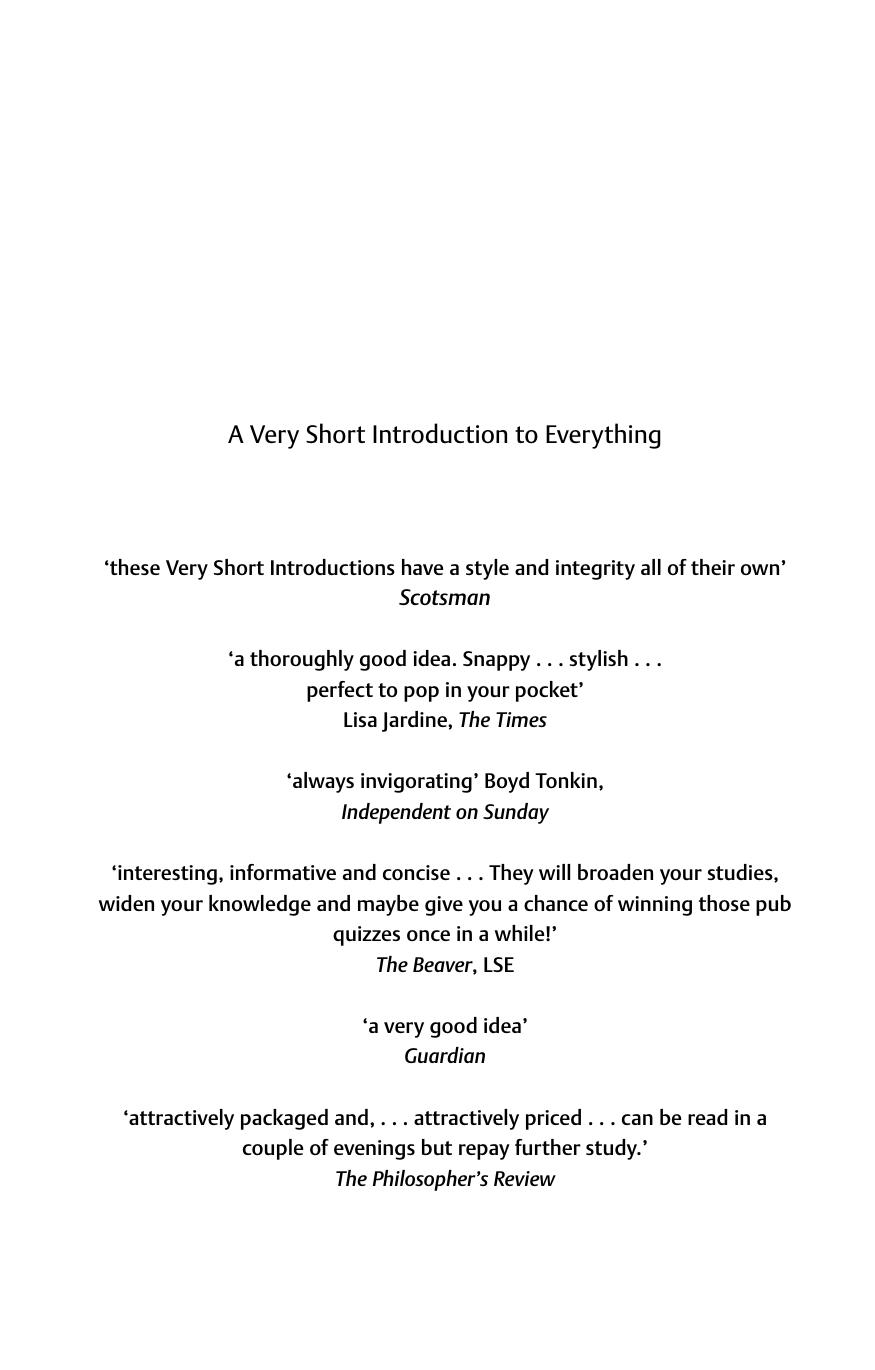 A Very Short Introduction to Everything
‘these Very Short Introductions have a style and integrity all of their own’
Scotsman
‘a thoroughly good idea. Snappy . . . stylish . . .
perfect to pop in your pocket’
Lisa Jardine, The Times
‘always invigorating’ Boyd Tonkin,
Independent on Sunday
‘interesting, informative and concise . . . They will broaden your studies,
widen your knowledge and maybe give you a chance of winning those pub
quizzes once in a while!’
The Beaver, LSE
‘a very good idea’
Guardian
‘attractively packaged and, . . . attractively priced . . . can be read in a
couple of evenings but repay further study.’
The Philosopher’s Review